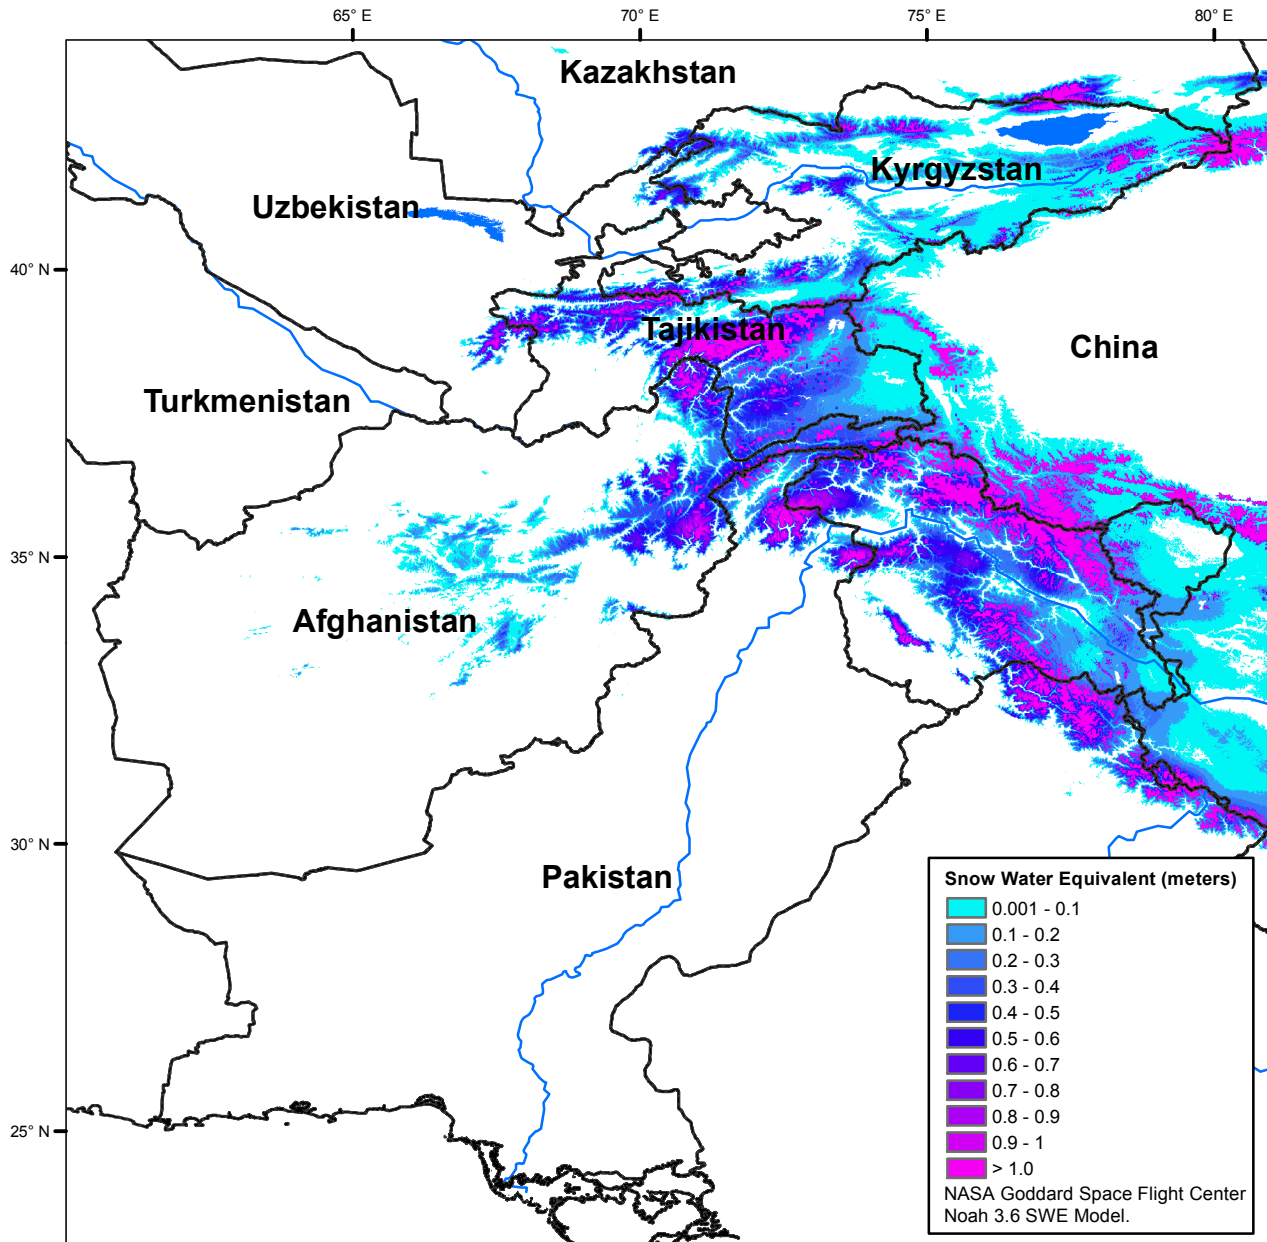 65° E
70° E
75° E
80° E
Kazakhstan
Kyrgyzstan
Uzbekistan
40° N
Tajikistan
China
Turkmenistan
35° N
Afghanistan
30° N
Pakistan
25° N
Snow Water Equivalent (meters)
0.001 - 0.1
0.1 - 0.2
0.2 - 0.3
0.3 - 0.4
0.4 - 0.5
0.5 - 0.6
0.6 - 0.7
0.7 - 0.8
0.8 - 0.9
0.9 - 1
> 1.0
NASA Goddard Space Flight Center
Noah 3.6 SWE Model.